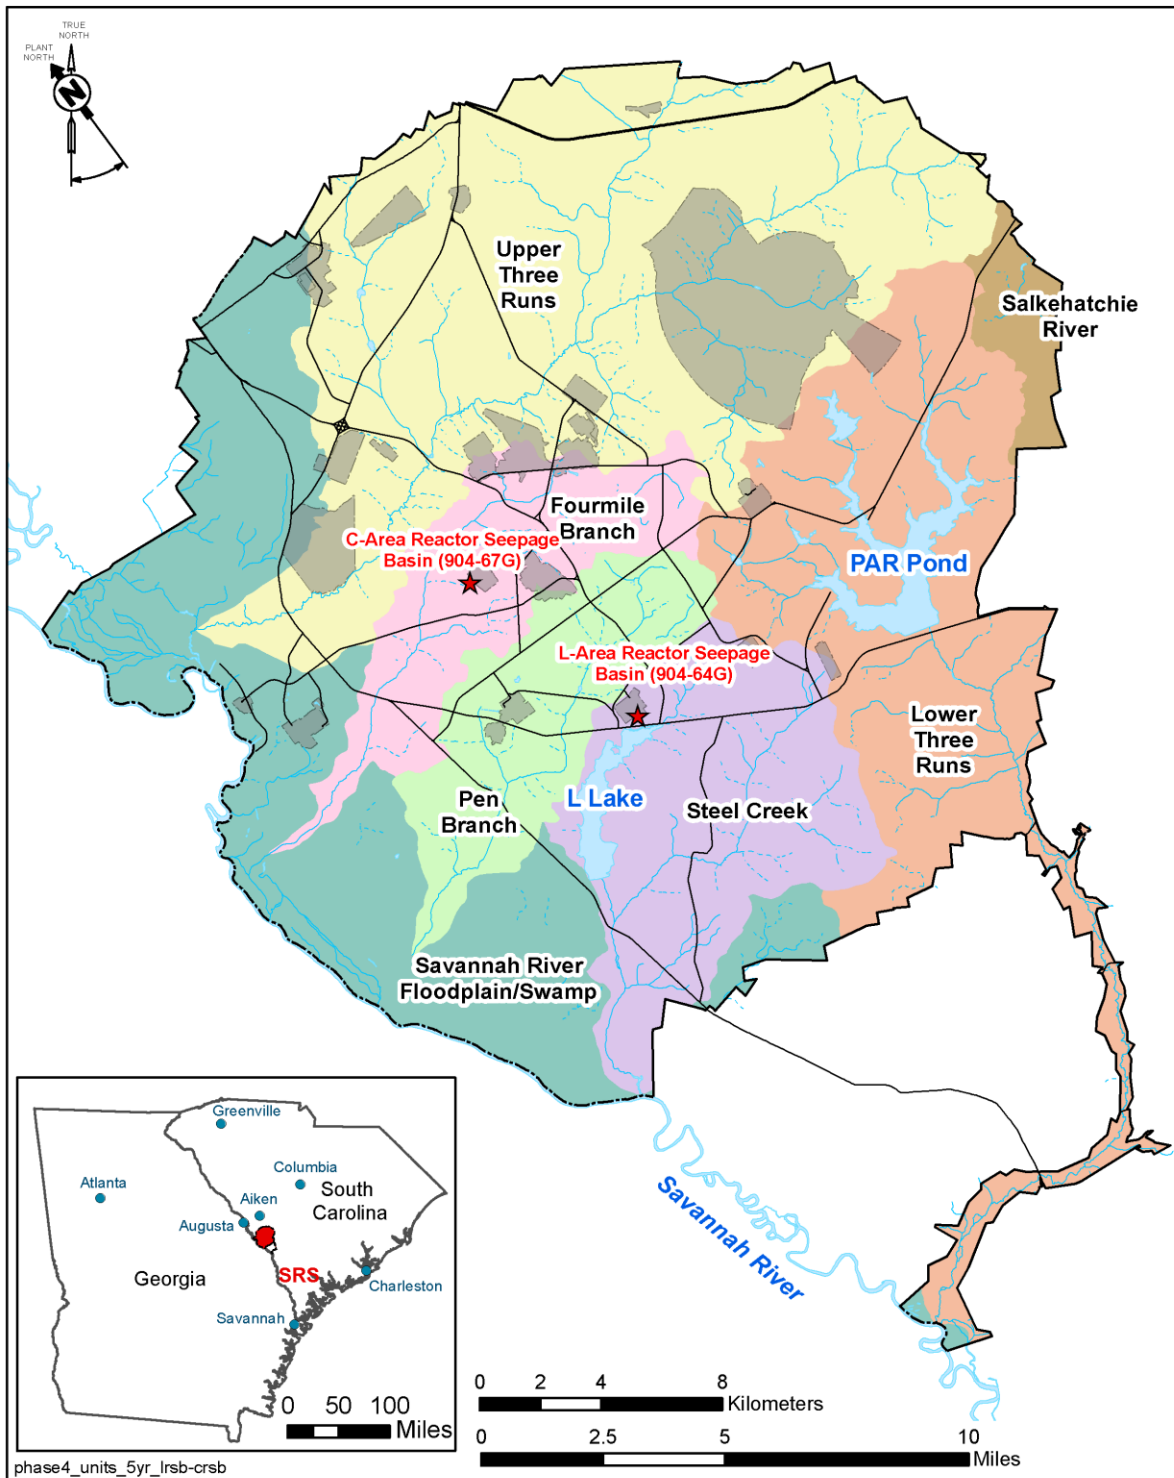 TRUE
NORTH
PLANT
NORTH
N
Upper
Three
Runs
Salkehatchie
River
Fourmile
Branch
C-Area Reactor Seepage
Basin (904-67G)
PAR Pond
L-Area Reactor Seepage
Basin (904-64G)
Lower
Three
Runs
Pen
Branch
L Lake
Steel Creek
Savannah River
Floodplain/Swamp
Savannah River
Greenville
Atlanta
Columbia
Aiken
South
Carolina
Augusta
Georgia
SRS
Charleston
Savannah
0 50 100
Miles
0 2 4 8
Kilometers
0 2.5 5 10
Miles
phase4_units_5yr_lrsb-crsb